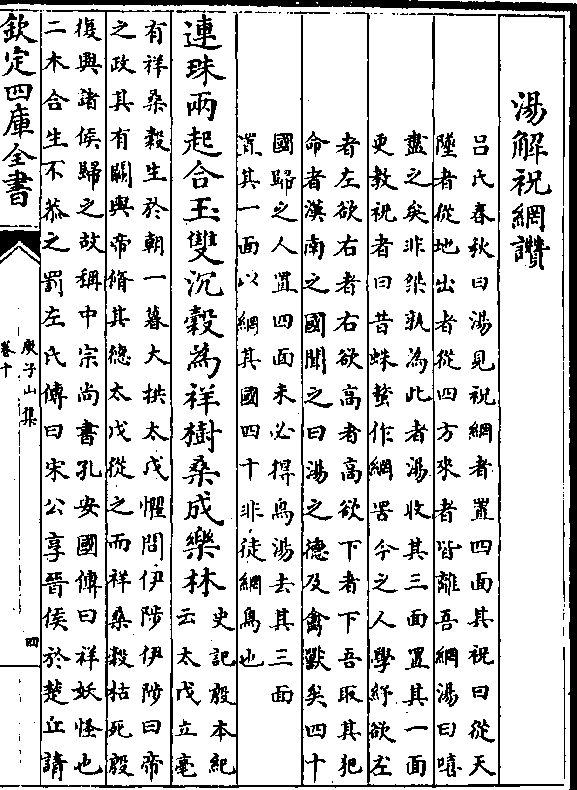 湯解祝網讚
呂氏春秋曰湯見祝網者置四面其祝曰從天
墜者從地出者從四方來者皆離吾網湯曰嘻
盡之矣非桀孰為此者湯收其三面置其一面
更教祝者曰昔蛛蝥作網罟今之人學紓欲左
者左欲右者右欲高者高欲下者下吾取其犯
命者漢南之國聞之曰湯之德及禽獸矣四十
國歸之人置四面未必得鳥湯去其三面
置其一面以網其國四十非徒網鳥也
連珠兩起合玉雙沉榖為祥樹桑成樂林
史記殷本紀
云太戊立亳
有祥桑榖生於朝一暮大拱太戊懼問伊陟伊陟曰帝
之政其有闕與帝脩其德太戊從之而祥桑榖枯死殷
復興諸侯歸之故稱中宗尚書孔安國傳曰祥妖怪也
二木合生不恭之罰左氏傳曰宋公享晉侯於楚丘請
欽定四庫全書
庾子山集
卷十
四